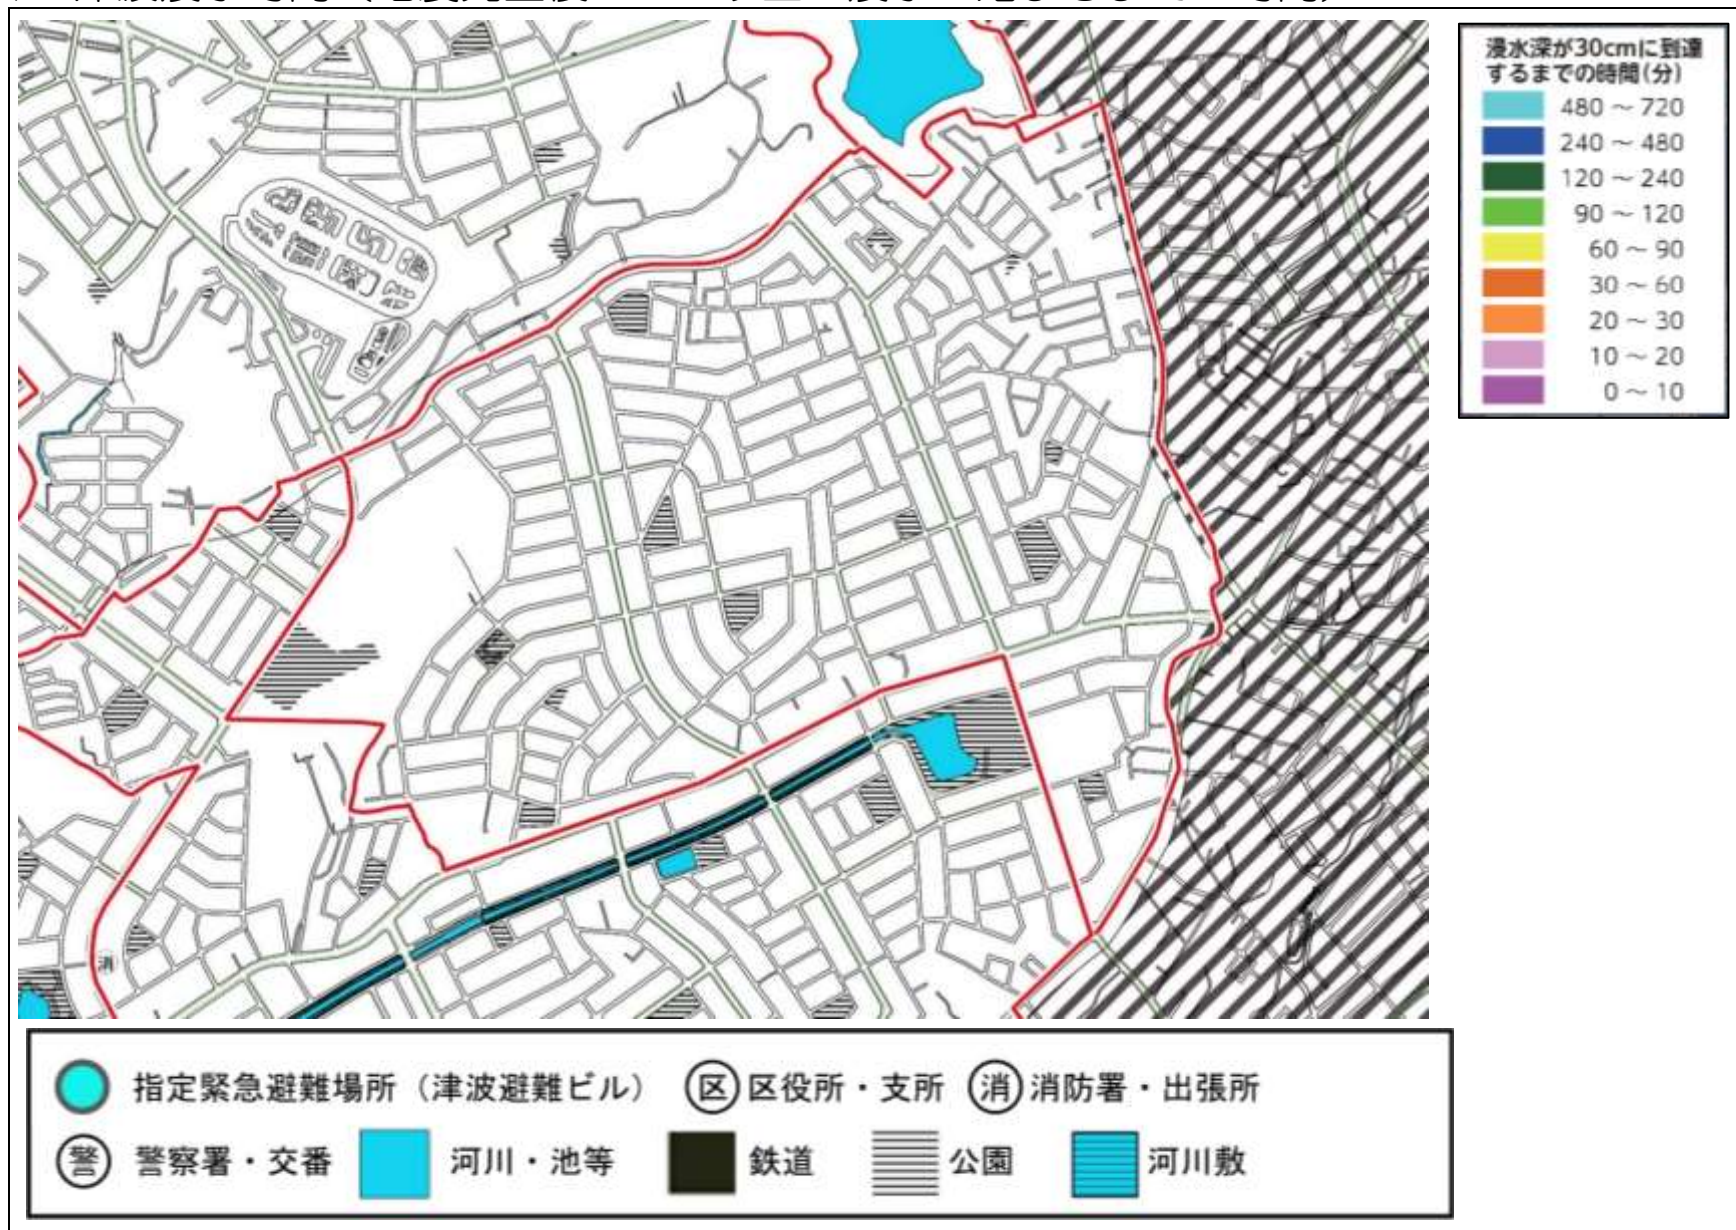 浸水深が30cmに到達
するまでの時間(分)
480～720
240～480
120～240
90～120
60～90
30～60
20～30
10～20
0～10
消
指定緊急避難場所（津波避難ビル） 区 区役所・支所 消 消防署・出張所
警 警察署・交番 河川・池等 鉄道 公園 河川敷